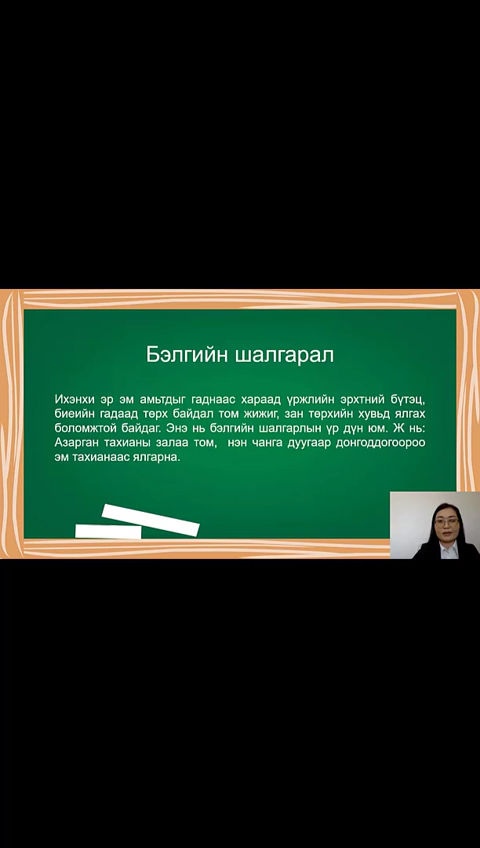 Бэлгийн шалгарал
Ихэнхи эр эм амьтдыг гаднаас хараад үржлийн эрхтний бүтэц,
биеийн гадаад төрх байдал том жижиг, зан төрхийн хувьд ялгах
боломжтой байдаг. Энэ нь бэлгийн шалгарлын үр дүн юм. Ж нь:
Азарган тахианы залаа том, нэн чанга дуугаар донгоддогоороо
эм тахианаас ялгарна.